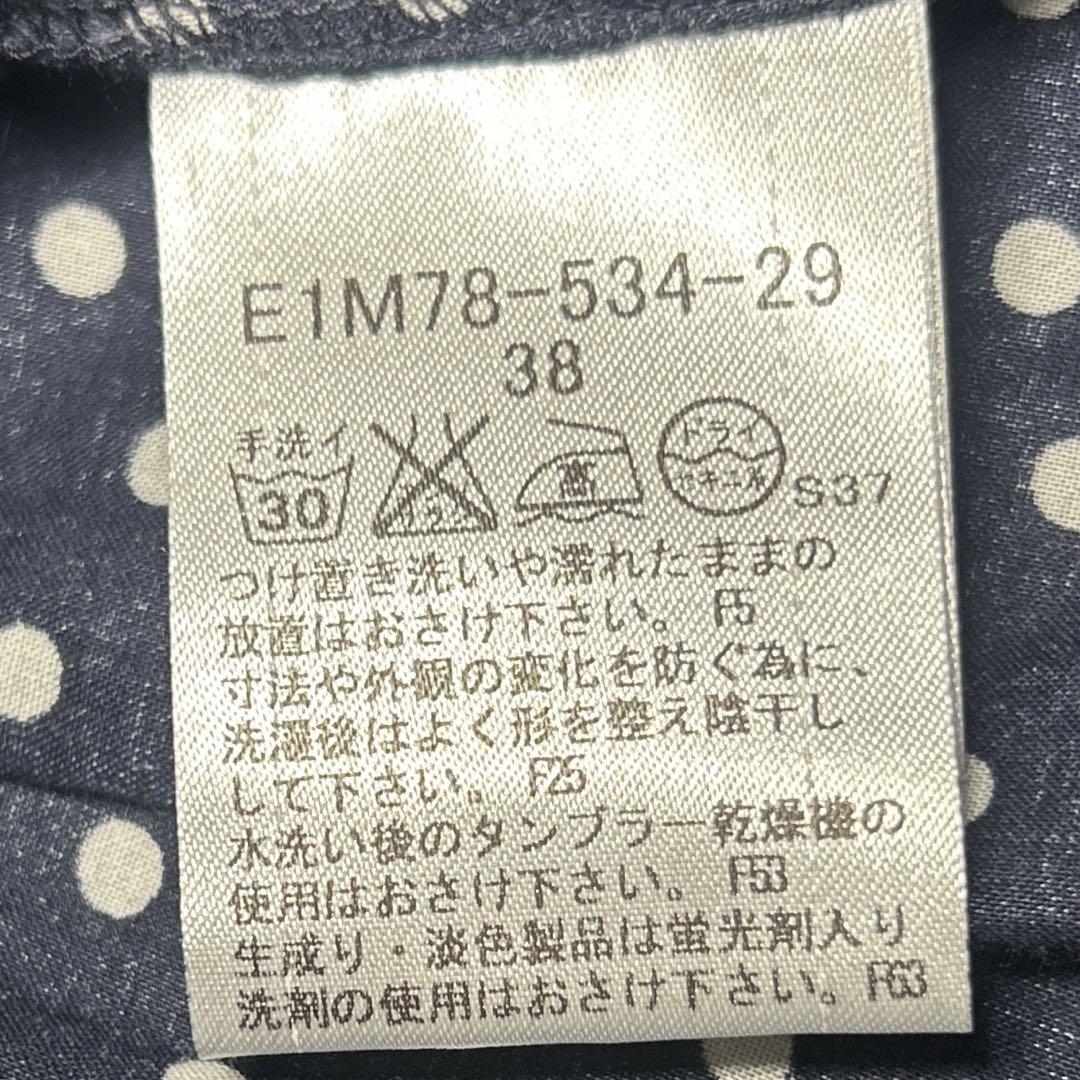 E1M78-534-29
38
手洗イ
30
高
ドライ
S37
つけ置き洗いや濡れたままの
放置はおさけ下さい。 F5
寸法や外観の変化を防ぐ為に、
洗濯後はよく形を整え陰干し
して下さい。 F25
水洗い後のタンブラー乾燥機の
使用はおさけ下さい。 F53
生成り・淡色製品は蛍光剤入り
洗剤の使用はおさけ下さい。 F63